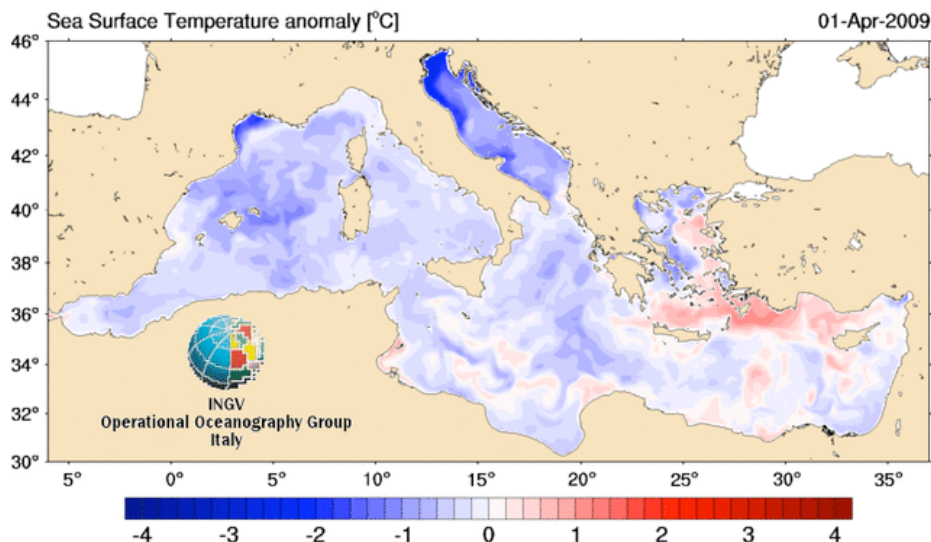 Sea Surface Temperature anomaly [°C] 01-Apr-2009
46°
44°
42°
40°
38°
36°
34°
32°
30°
INGV
Operational Oceanography Group
Italy
5° 0° 5° 10° 15° 20° 25° 30° 35°
-4 -3 -2 -1 0 1 2 3 4